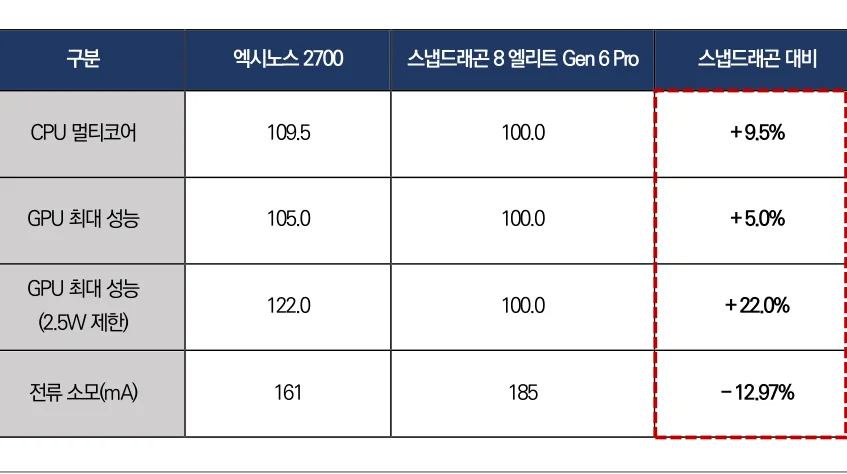 구분 엑시노스 2700 스냅드래곤 8 엘리트 Gen 6 Pro 스냅드래곤 대비
CPU 멀티코어 109.5 100.0 +9.5%
GPU 최대 성능 105.0 100.0 +5.0%
GPU 최대 성능
(2.5W 제한) 122.0 100.0 +22.0%
전류 소모(mA) 161 185 -12.97%